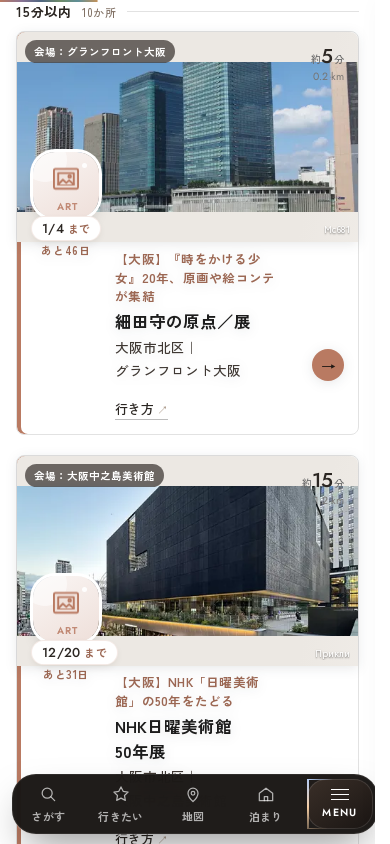 15分以内 10か所
会場：グランフロント大阪
約5分
0.2 km
ART
1/4 まで
あと46日
Mc681
【大阪】『時をかける少
女』20年、原画や絵コンテ
が集結
細田守の原点／展
大阪市北区｜
グランフロント大阪
→
行き方 ↗
会場：大阪中之島美術館
約15分
ART
12/20 まで
あと31日
Прикли
【大阪】NHK「日曜美術
館」の50年をたどる
NHK日曜美術館
50年展
さがす
行きたい
地図
泊まり
MENU
行き方 ↗